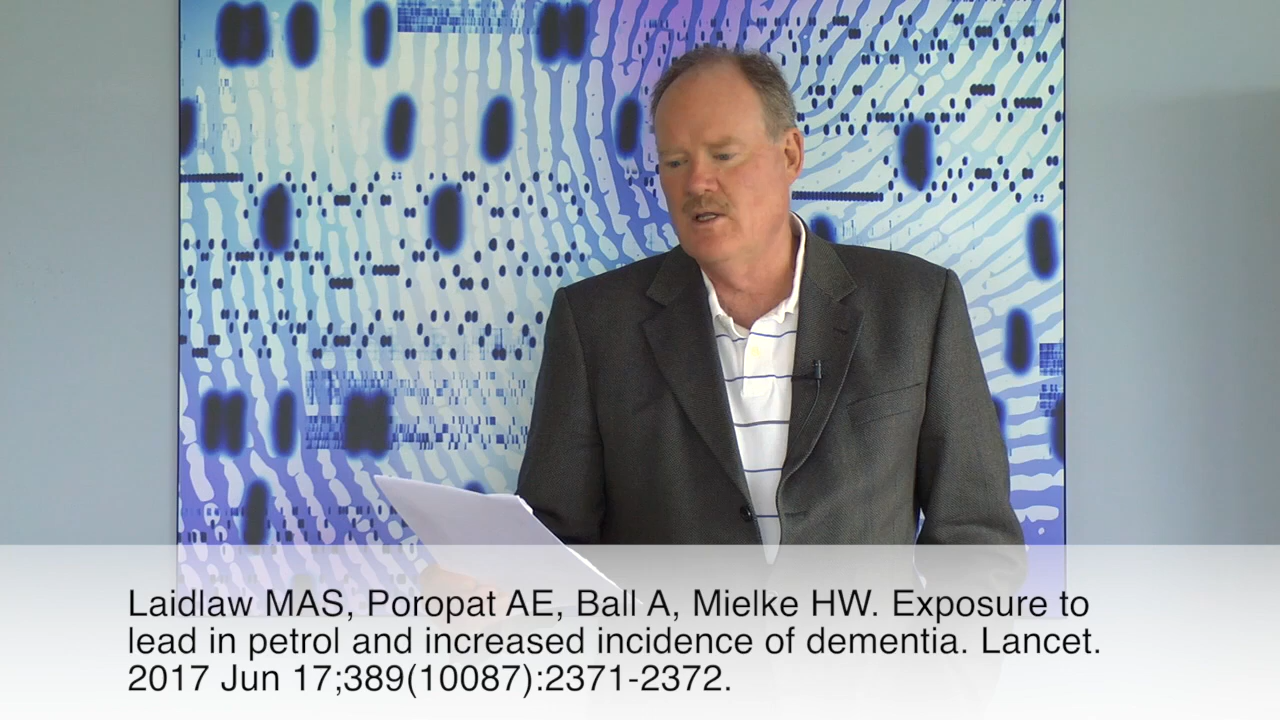 Laidlaw MAS, Poropat AE, Ball A, Mielke HW. Exposure to
lead in petrol and increased incidence of dementia. Lancet.
2017 Jun 17;389(10087):2371-2372.